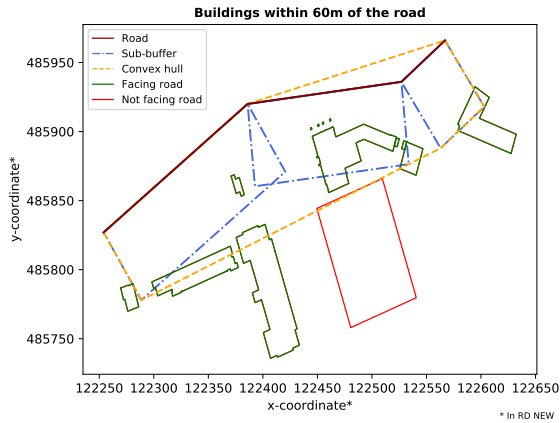 Buildings within 60m of the road
Road
Sub-buffer
Convex hull
Facing road
Not facing road
485950
485900
485850
485800
485750
y-coordinate*
122250 122300 122350 122400 122450 122500 122550 122600 122650
x-coordinate*
* In RD NEW